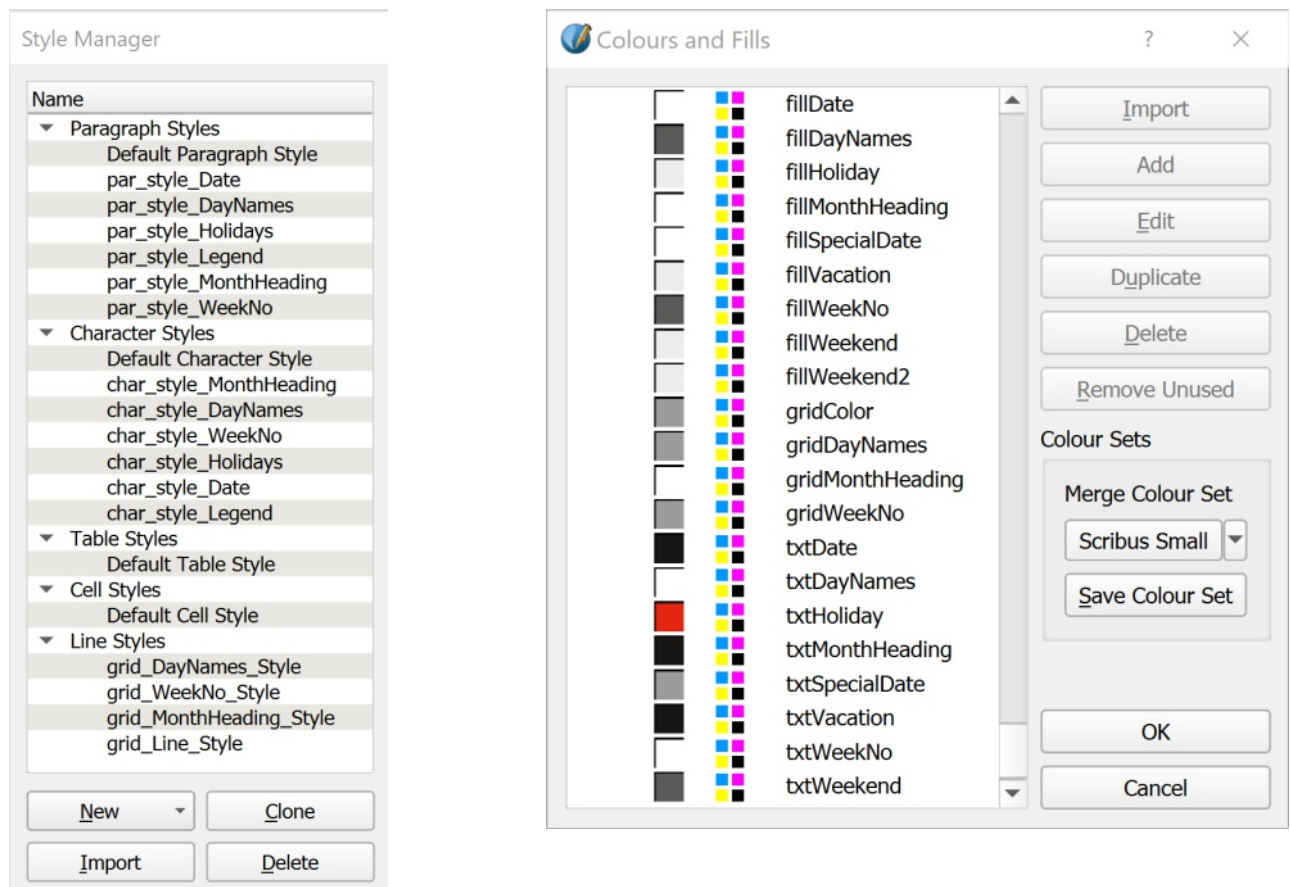 Style Manager
Name
Paragraph Styles
Default Paragraph Style
par_style_Date
par_style_DayNames
par_style_Holidays
par_style_Legend
par_style_MonthHeading
par_style_WeekNo
Character Styles
Default Character Style
char_style_MonthHeading
char_style_DayNames
char_style_WeekNo
char_style_Holidays
char_style_Date
char_style_Legend
Table Styles
Default Table Style
Cell Styles
Default Cell Style
Line Styles
grid_DayNames_Style
grid_WeekNo_Style
grid_MonthHeading_Style
grid_Line_Style
New
Clone
Import
Delete
Colours and Fills
?
fillDate
fillDayNames
fillHoliday
fillMonthHeading
fillSpecialDate
fillVacation
fillWeekNo
fillWeekend
fillWeekend2
gridColor
gridDayNames
gridMonthHeading
gridWeekNo
txtDate
txtDayNames
txtHoliday
txtMonthHeading
txtSpecialDate
txtVacation
txtWeekNo
txtWeekend
Import
Add
Edit
Duplicate
Delete
Remove Unused
Colour Sets
Merge Colour Set
Scribus Small
Save Colour Set
OK
Cancel